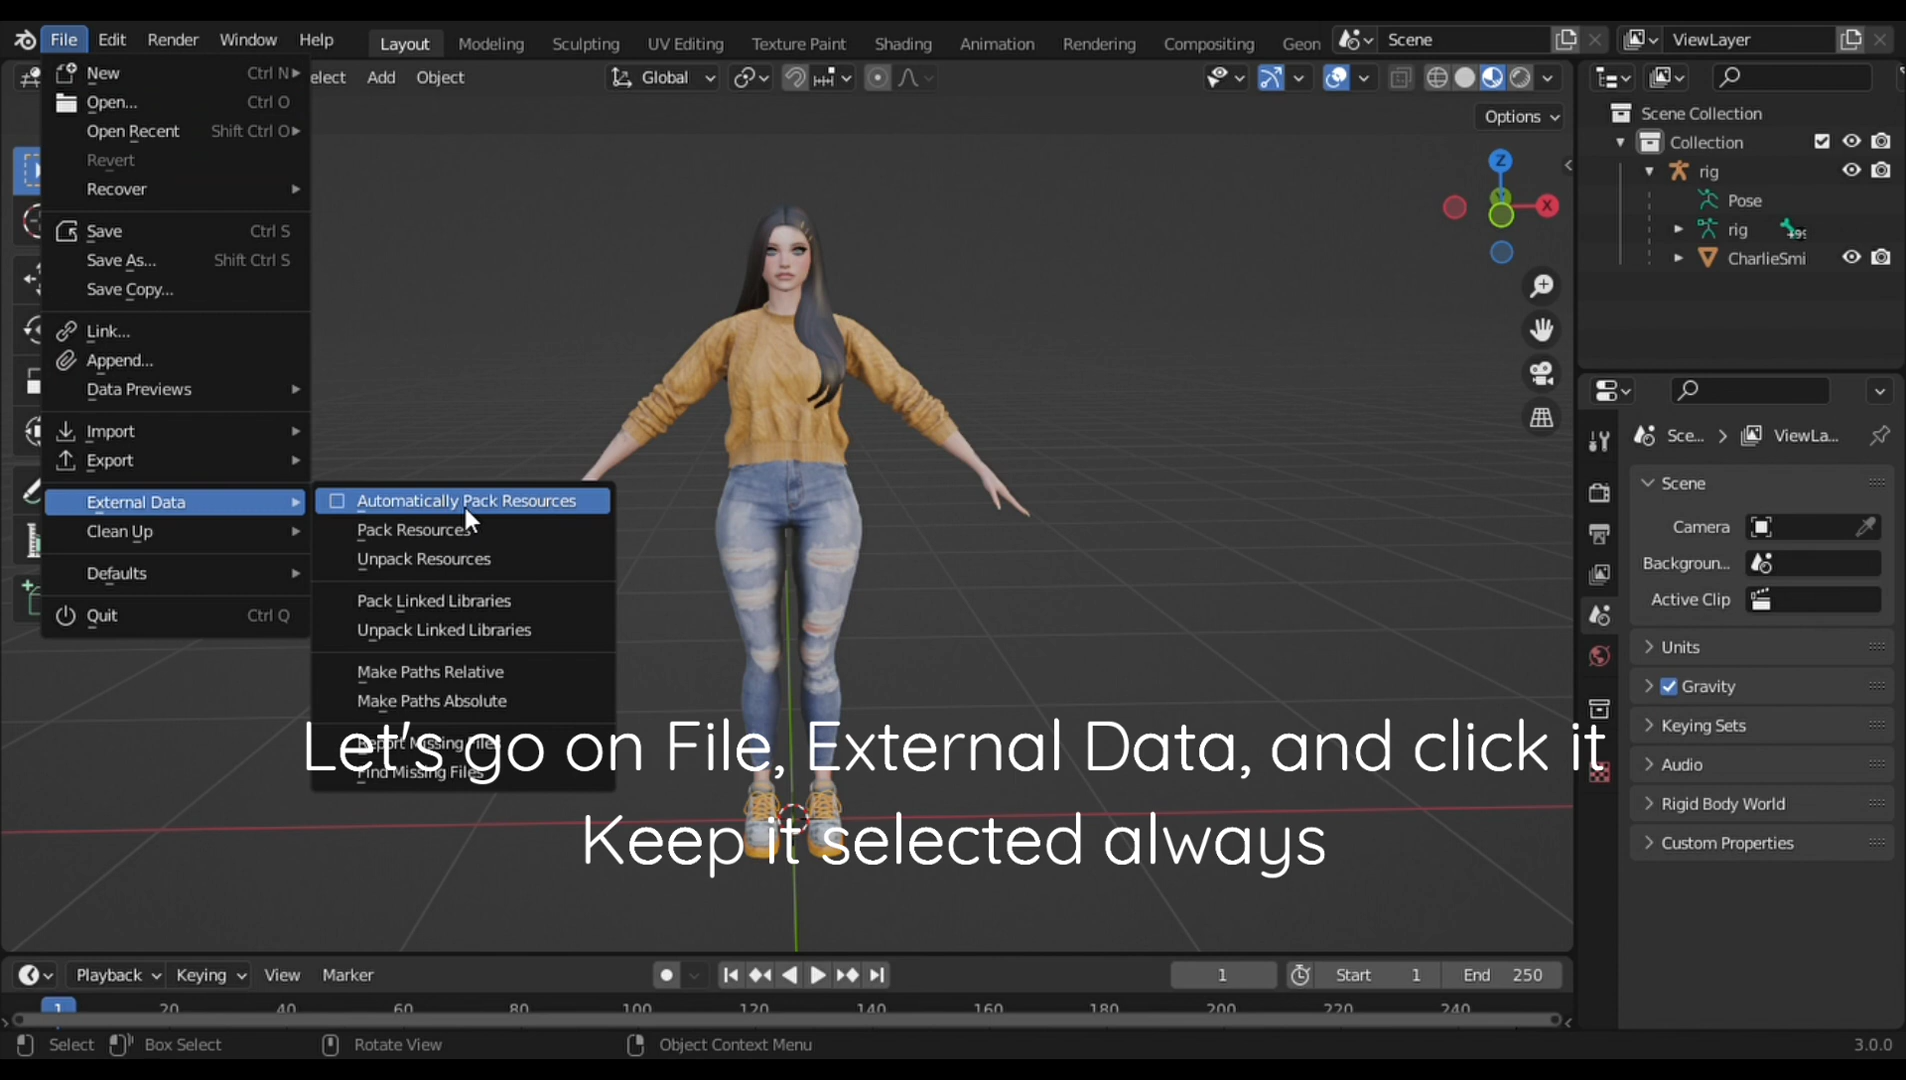 File Edit Render Window Help Layout Modeling Sculpting UV Editing Texture Paint Shading Animation Rendering Compositing Geon Scene ViewLayer
elect Add Object Global
Options
New Ctrl N
Open... Ctrl O
Open Recent Shift Ctrl O
Revert
Recover
Save Ctrl S
Save As... Shift Ctrl S
Save Copy...
Link...
Append...
Data Previews
Import
Export
External Data
Clean Up
Defaults
Quit Ctrl Q
Automatically Pack Resources
Pack Resources
Unpack Resources
Pack Linked Libraries
Unpack Linked Libraries
Make Paths Relative
Make Paths Absolute
Report Missing Files
Find Missing Files
Z
Y
X
Scene Collection
Collection
rig
Pose
rig +99
CharlieSmi
Sce... ViewLa...
Scene
Camera
Backgroun...
Active Clip
Units
Gravity
Keying Sets
Audio
Rigid Body World
Custom Properties
Let's go on File, External Data, and click it
Keep it selected always
Playback Keying View Marker 1 Start 1 End 250
1 20 40 60 80 100 120 140 160 180 200 220 240
Select Box Select Rotate View Object Context Menu 3.0.0